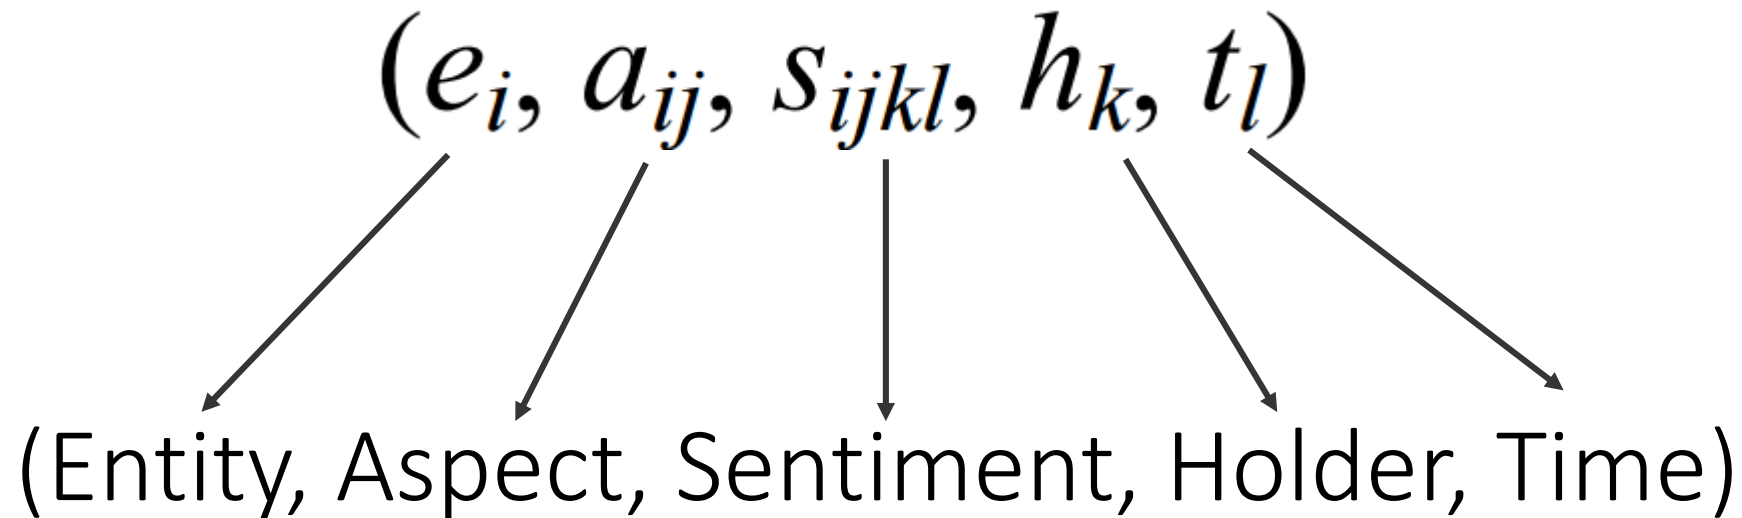 (e_i, a_ij, s_ijkl, h_k, t_l)
(Entity, Aspect, Sentiment, Holder, Time)